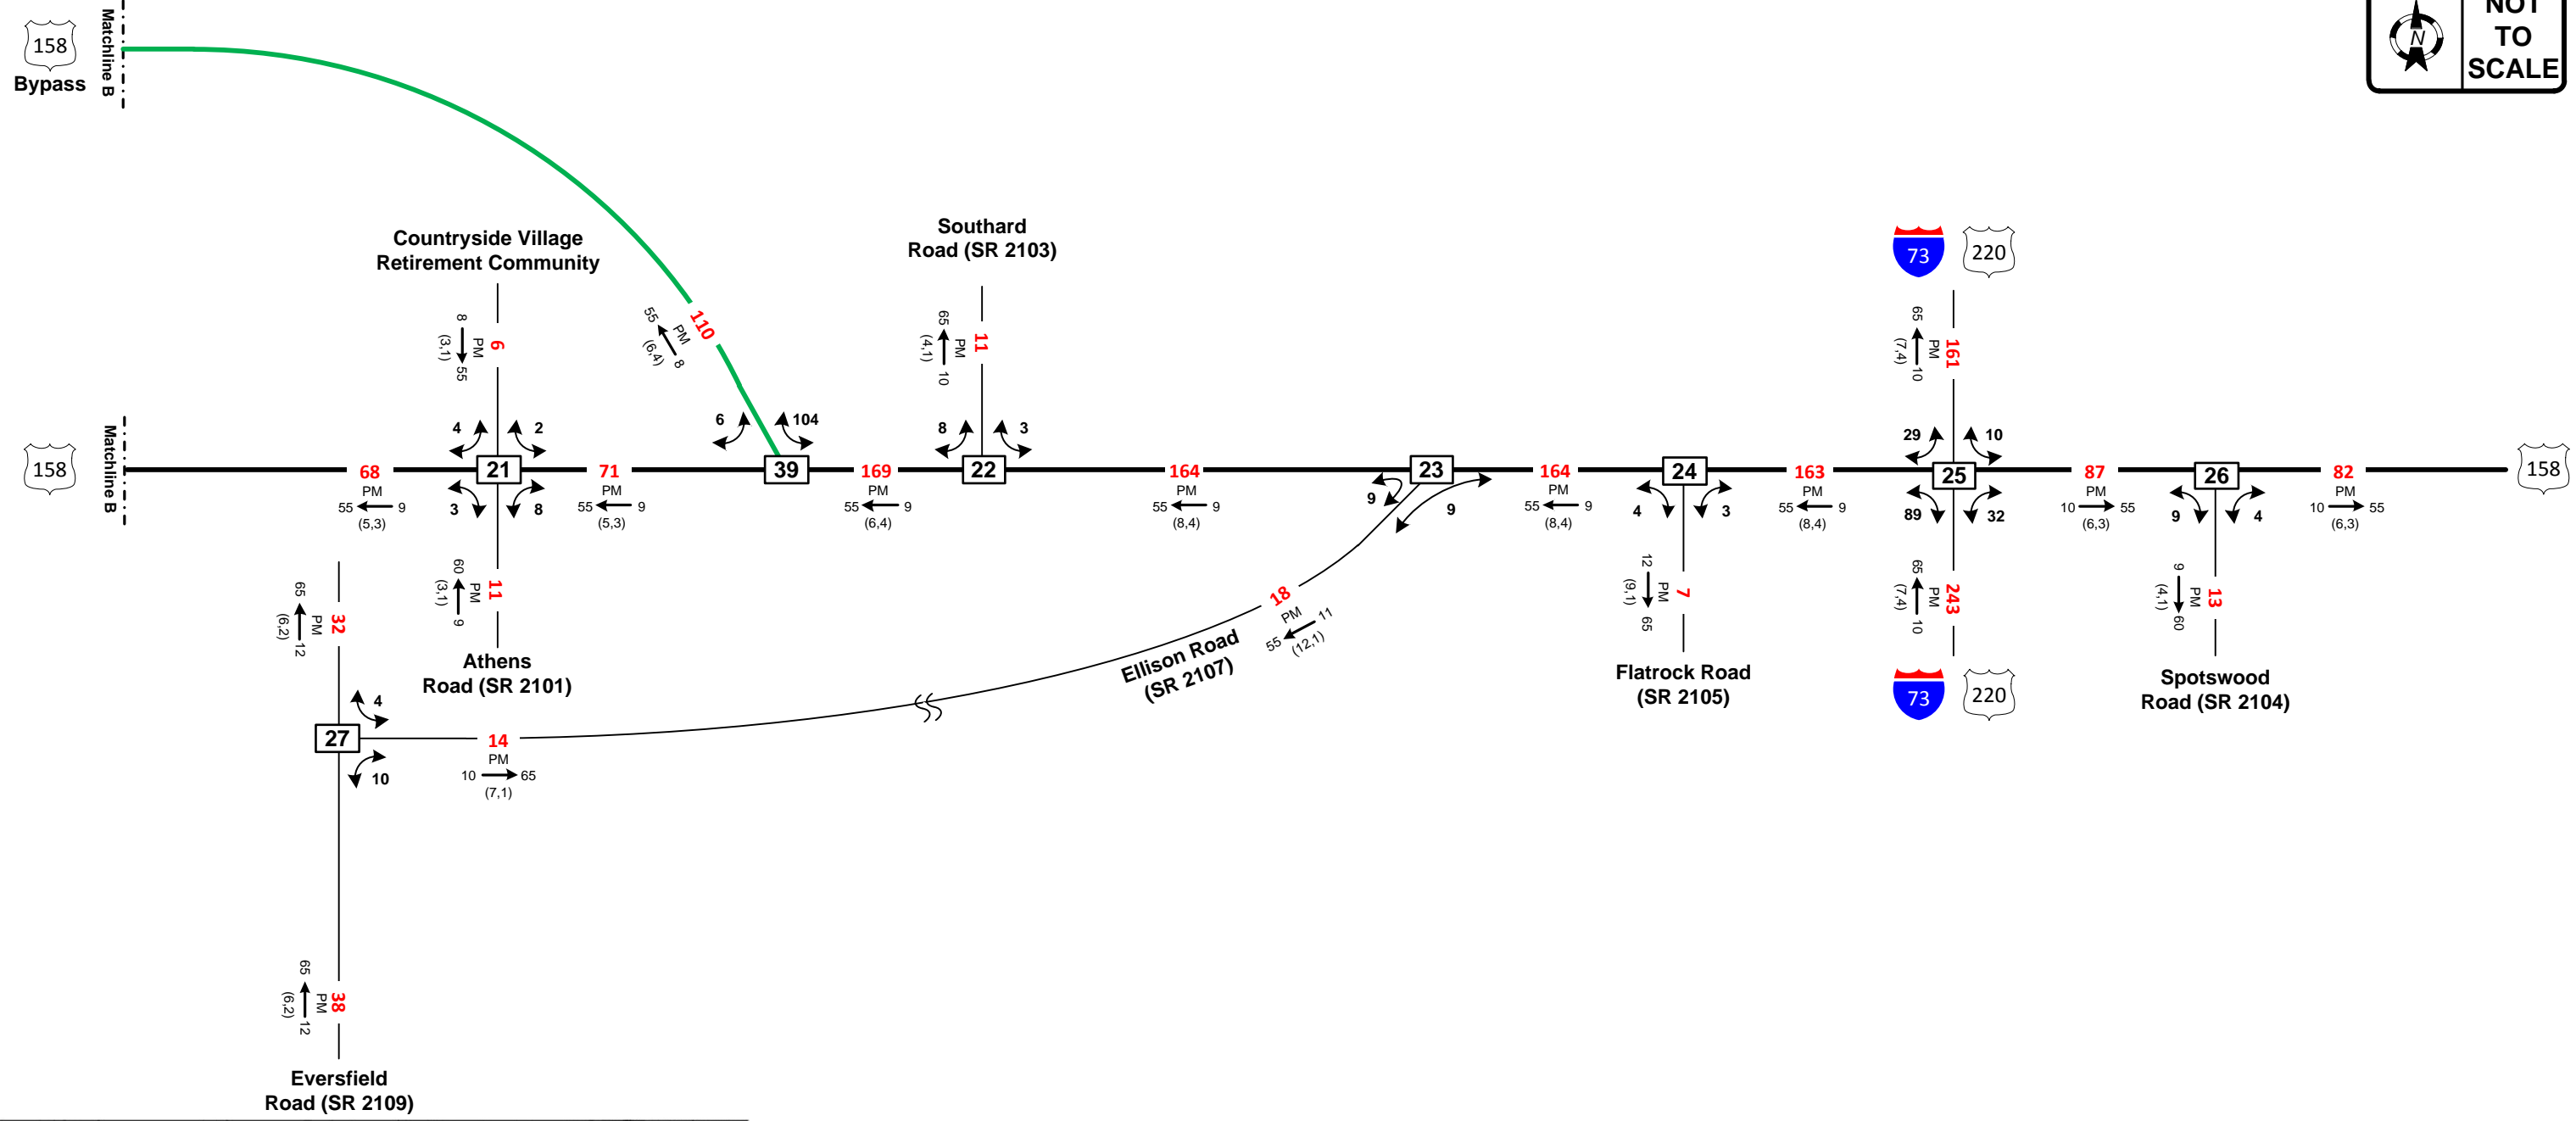 NOT
TO
SCALE
N
158
Bypass
Matchline B
Countryside Village
Retirement Community
8
55
(3,1)
PM
6
55
8
(6,4)
PM
110
Southard
Road (SR 2103)
65
10
(4,1)
PM
11
73
220
65
10
(7,4)
PM
161
4
2
6
104
8
3
29
10
158
Matchline B
68
PM
55 9
(5,3)
21
71
PM
55 9
(5,3)
39
169
PM
55 9
(6,4)
22
164
PM
55 9
(8,4)
23
164
PM
55 9
(8,4)
24
163
PM
55 9
(8,4)
25
87
PM
10 55
(6,3)
26
82
PM
10 55
(6,3)
158
3
8
9
9
4
3
89
32
9
4
65
12
(6,2)
PM
32
60
9
(3,1)
PM
11
Athens
Road (SR 2101)
18
PM
55 11
(12,1)
Ellison Road
(SR 2107)
12
65
(9,1)
PM
7
Flatrock Road
(SR 2105)
65
10
(7,4)
PM
243
73
220
9
60
(4,1)
PM
13
Spotswood
Road (SR 2104)
4
27
10
14
PM
10 65
(7,1)
65
12
(6,2)
PM
38
Eversfield
Road (SR 2109)